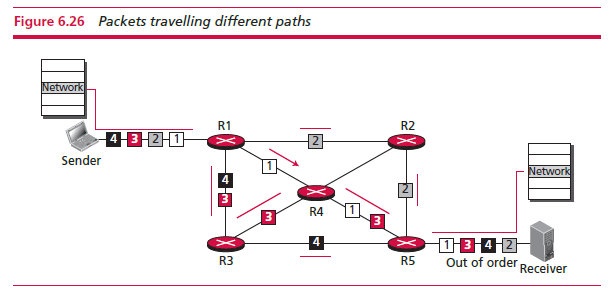 Figure 6.26 Packets travelling different paths
Network
4 3 2 1
Sender
R1
R2
2
1
4
3
Network
2
3
R4
1
3
4
R3
R5
1 3 4 2
Out of order
Receiver